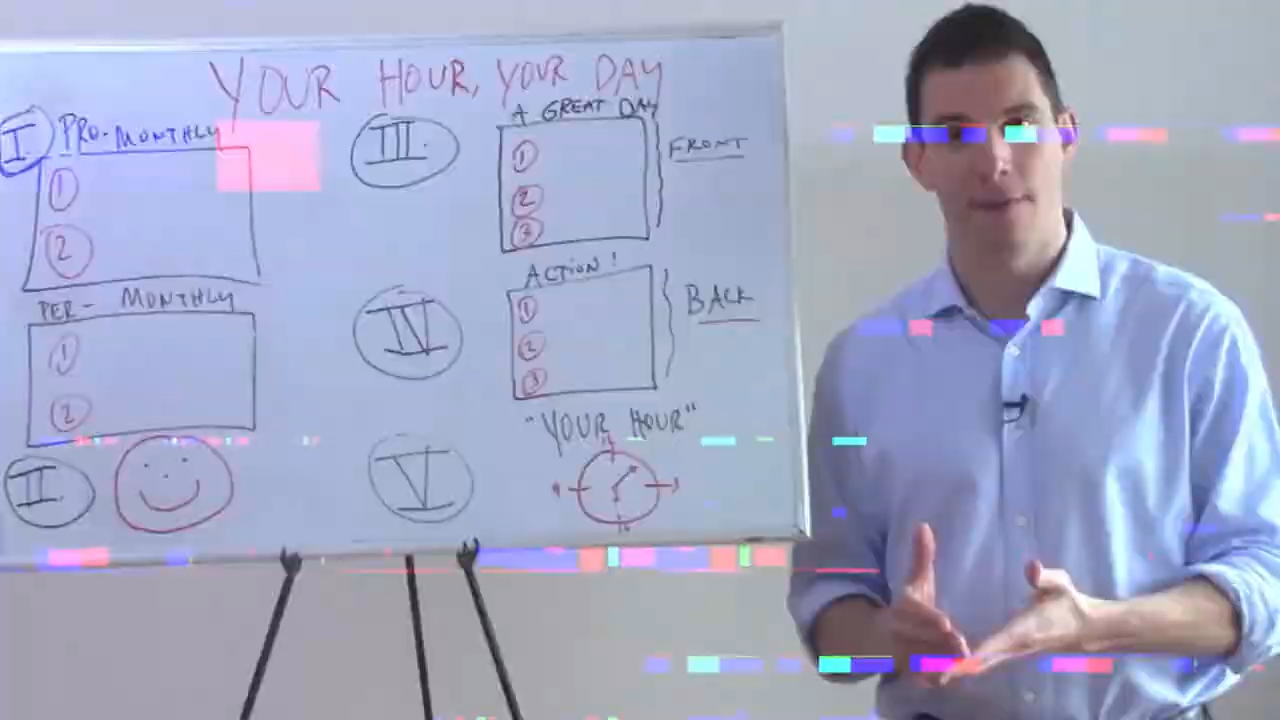 YOUR HOUR, YOUR DAY
I. PRO-MONTHLY
1
2
PER- MONTHLY
1
2
II.
III.
A GREAT DAY
1
2
3
FRONT
IV
ACTION!
1
2
3
BACK
V
"YOUR HOUR"